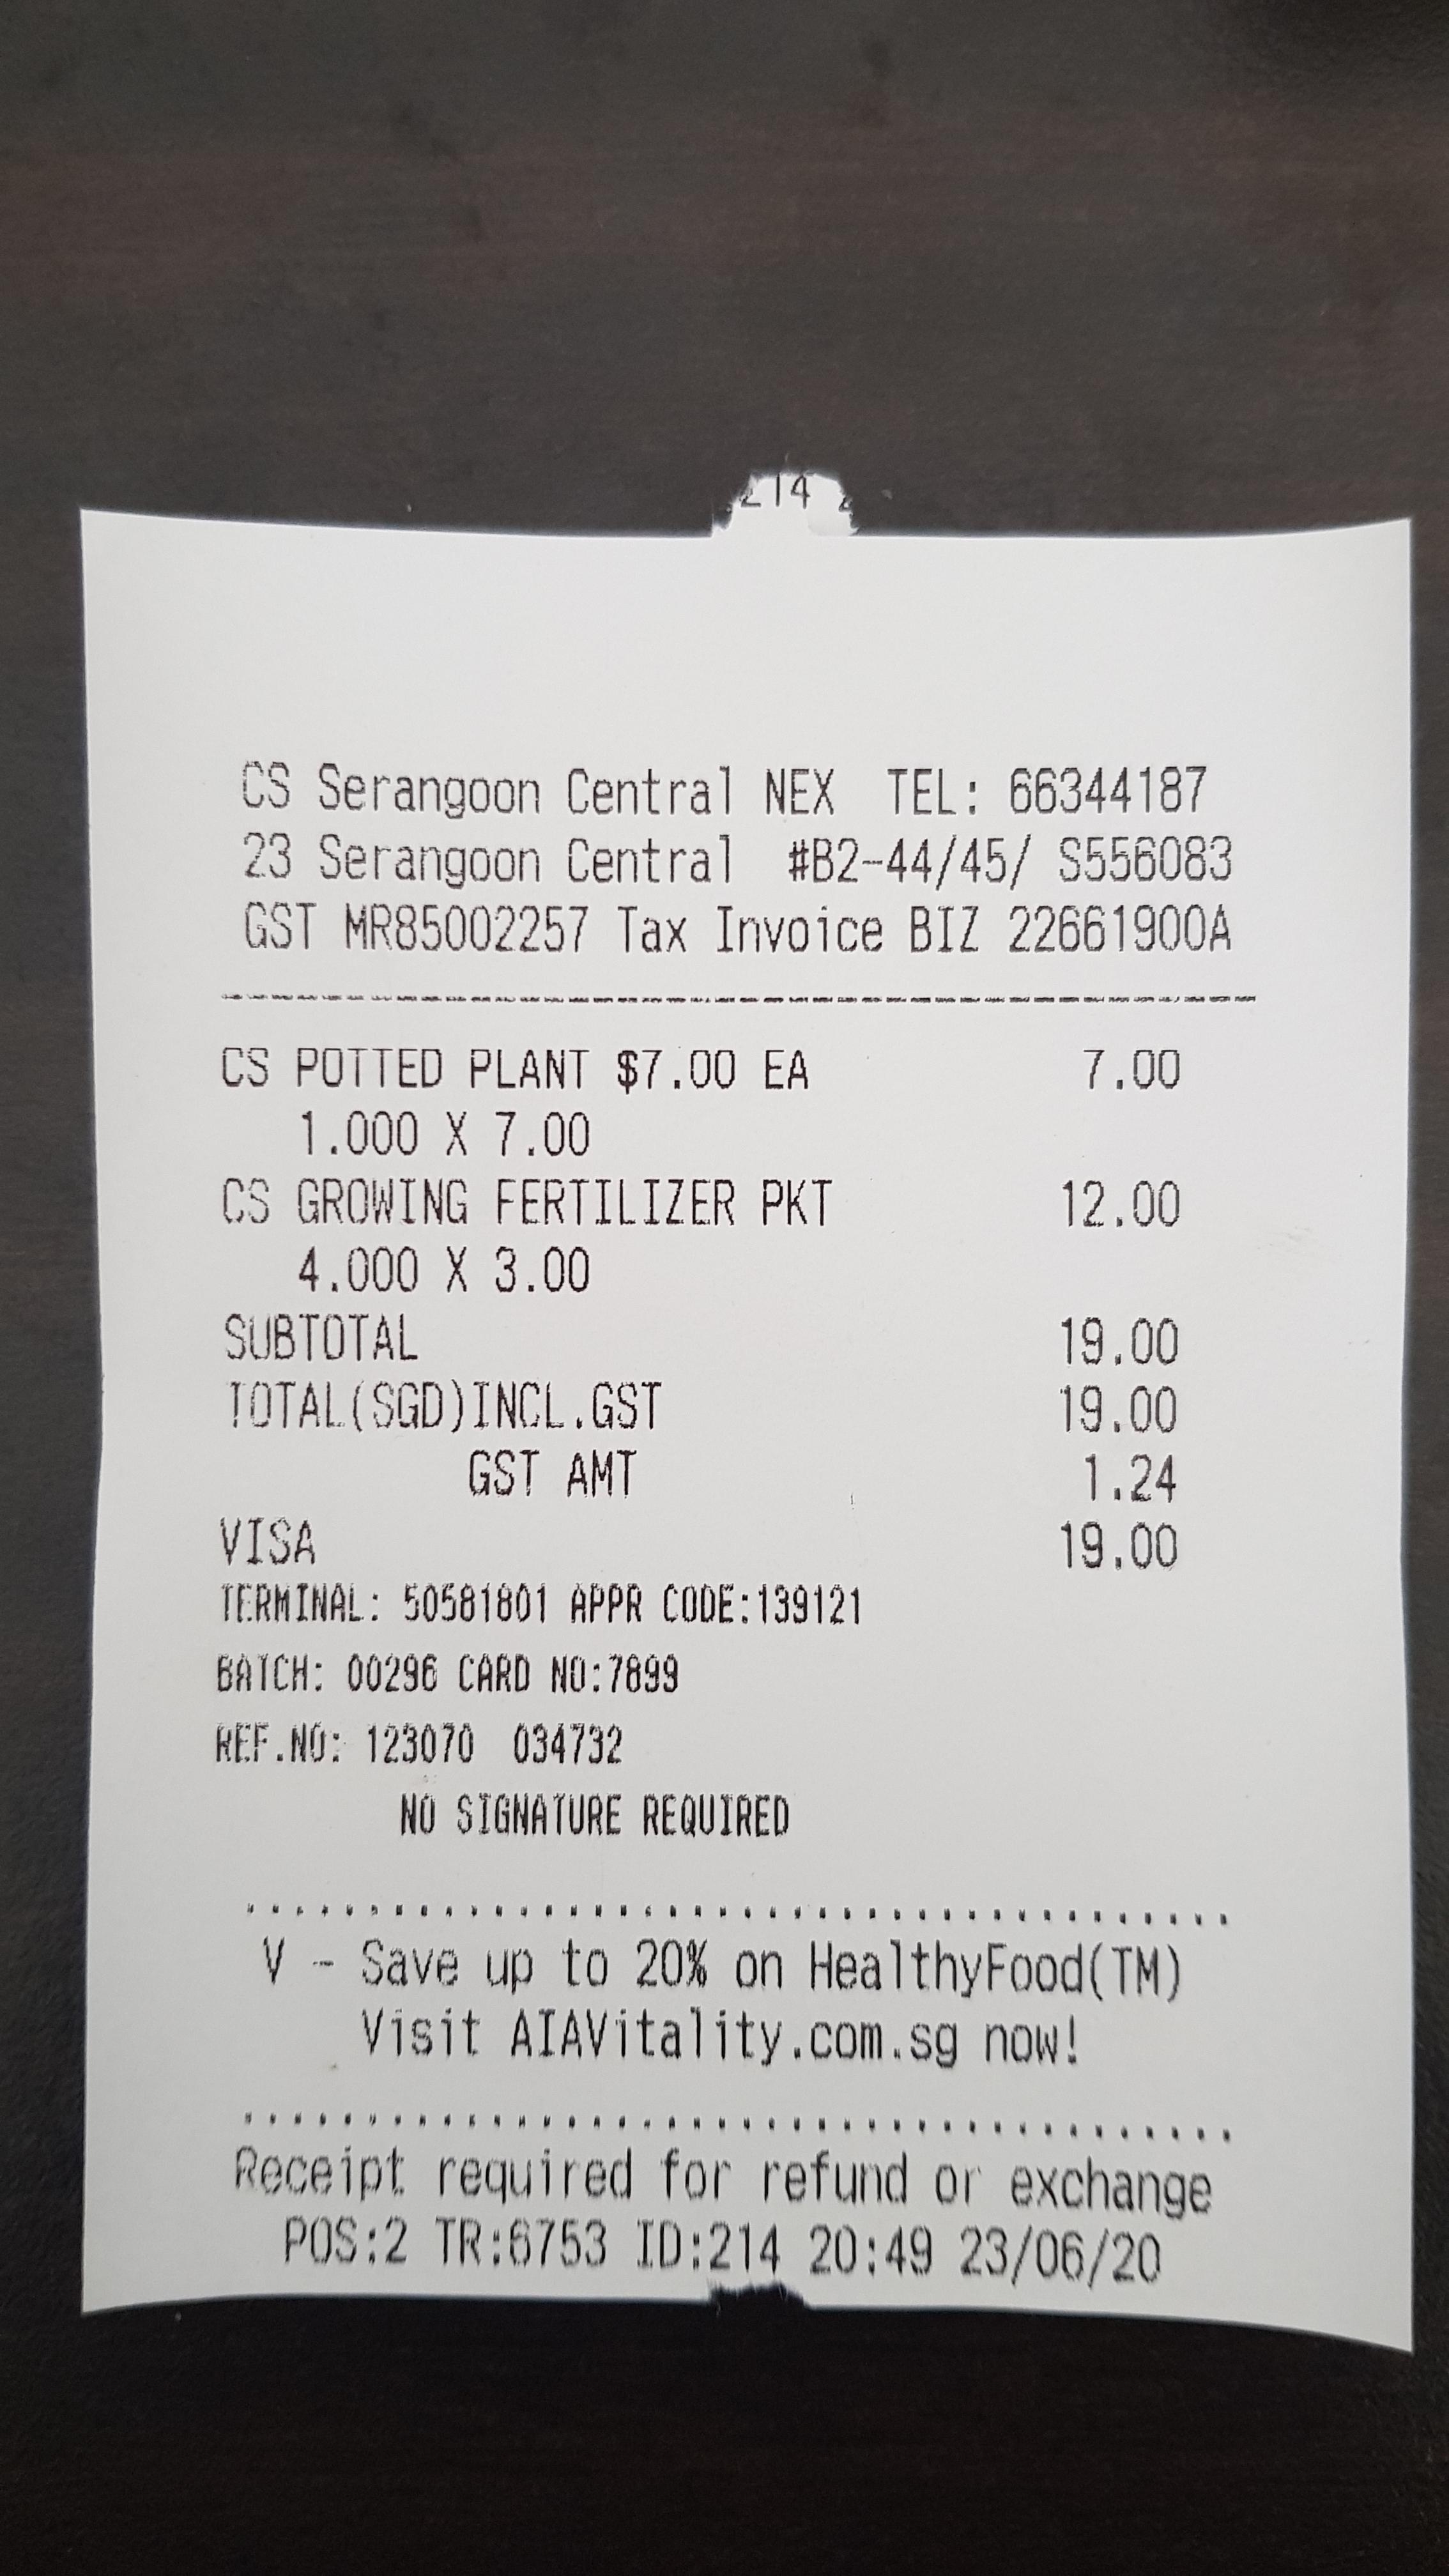 214
CS Serangoon Central NEX TEL: 66344187
23 Serangoon Central #B2-44/45/ S556083
GST MR85002257 Tax Invoice BIZ 22661900A
CS POTTED PLANT $7.00 EA 7.00
1.000 X 7.00
CS GROWING FERTILIZER PKT 12.00
4.000 X 3.00
SUBTOTAL 19.00
TOTAL(SGD)INCL.GST 19.00
GST AMT 1.24
VISA 19.00
TERMINAL: 50581801 APPR CODE:139121
BATCH: 00296 CARD NO:7899
REF.NO: 123070 034732
NO SIGNATURE REQUIRED
V - Save up to 20% on HealthyFood(TM)
Visit AIAVitality.com.sg now!
Receipt required for refund or exchange
POS:2 TR:6753 ID:214 20:49 23/06/20